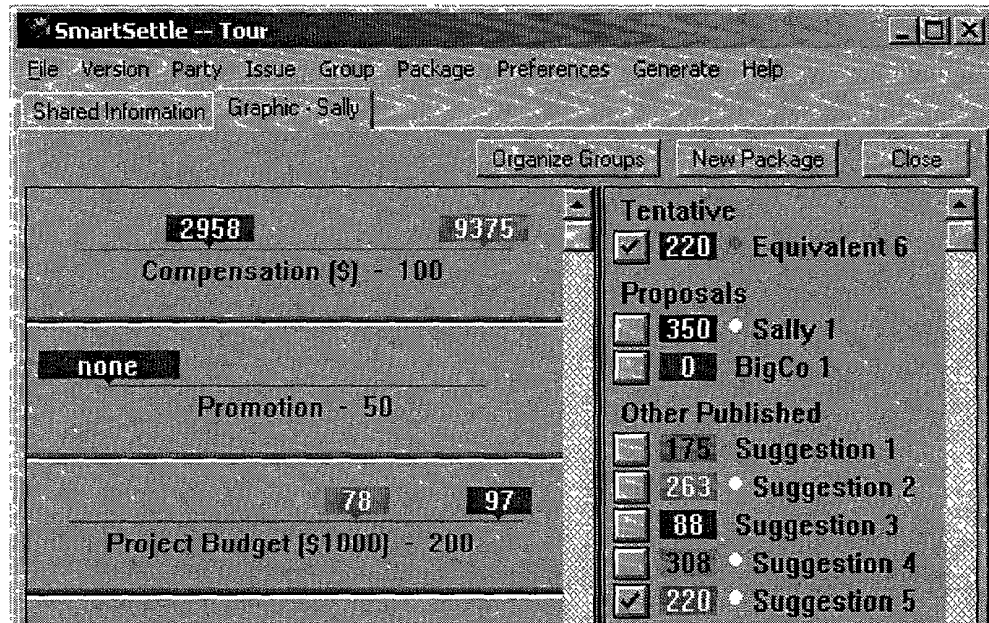 SmartSettle -- Tour
File Version Party Issue Group Package Preferences Generate Help
Shared Information Graphic - Sally
Organize Groups New Package Close
2958 9375
Compensation ($) - 100
none
Promotion - 50
78 97
Project Budget ($1000) - 200
Tentative
220 Equivalent 6
Proposals
350 Sally 1
0 BigCo 1
Other Published
175 Suggestion 1
263 Suggestion 2
88 Suggestion 3
308 Suggestion 4
220 Suggestion 5